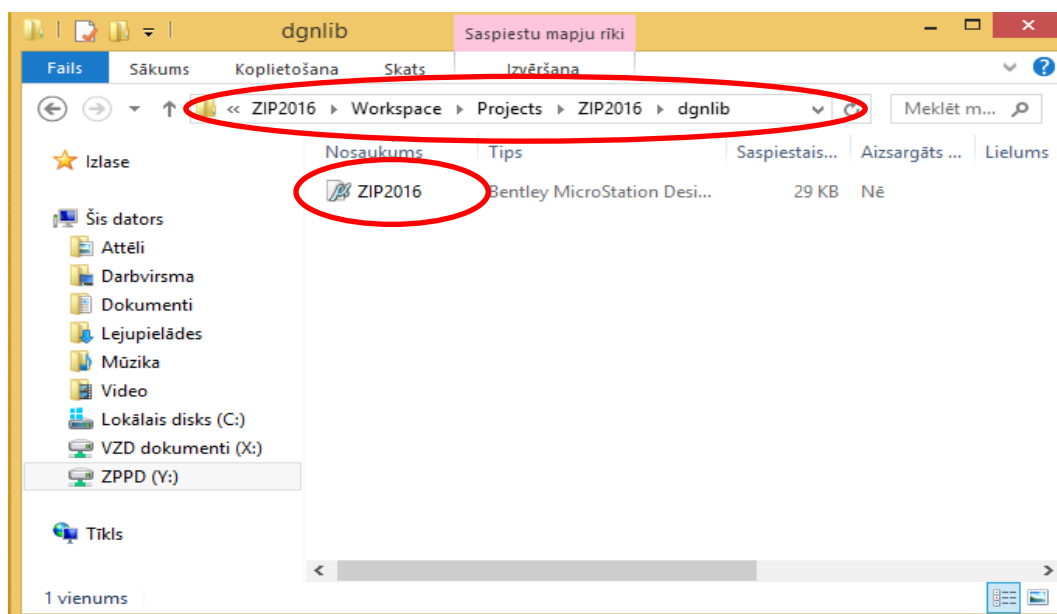 dgnlib
Saspiestu mapju rīki
Fails Sākums Koplietošana Skats Izvēršana
« ZIP2016 Workspace Projects ZIP2016 dgnlib Meklēt m...
Nosaukums Tips Saspiestais... Aizsargāts ... Lielums
ZIP2016 Bentley MicroStation Desi... 29 KB Nē
Izlase
Šis dators
Attēli
Darbvirsma
Dokumenti
Lejupielādes
Mūzika
Video
Lokālais disks (C:)
VZD dokumenti (X:)
ZPPD (Y:)
Tīkls
1 vienums